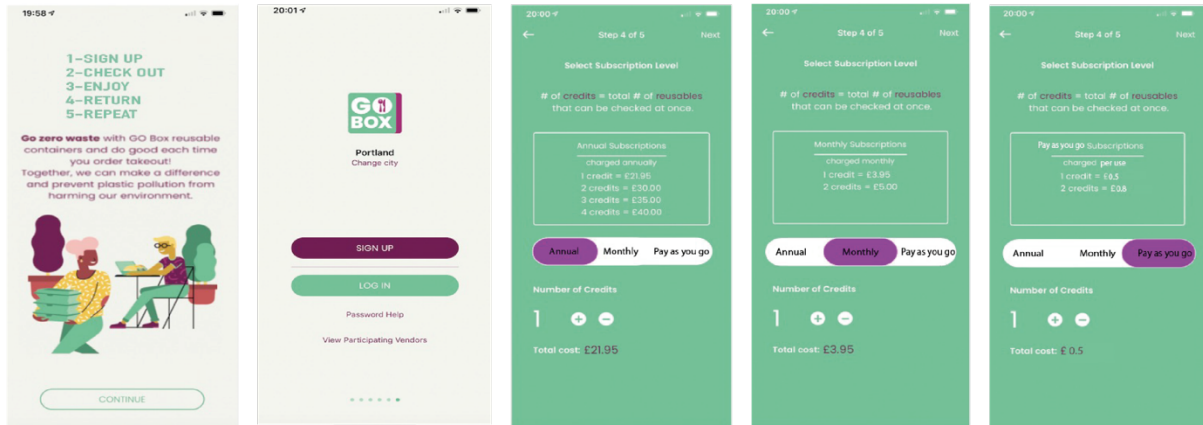 19:58
1-SIGN UP
2-CHECK OUT
3-ENJOY
4-RETURN
5-REPEAT
Go zero waste with GO Box reusable
containers and do good each time
you order takeout!
Together, we can make a difference
and prevent plastic pollution from
harming our environment.
CONTINUE
20:01
GO
BOX
Portland
Change city
SIGN UP
LOG IN
Password Help
View Participating Vendors
20:00
Step 4 of 5 Next
Select Subscription Level
# of credits = total # of reusables
that can be checked at once.
Annual Subscriptions
charged annually
1 credit = £21.95
2 credits = £30.00
3 credits = £35.00
4 credits = £40.00
Annual Monthly Pay as you go
Number of Credits
1
Total cost: £21.95
20:00
Step 4 of 5 Next
Select Subscription Level
# of credits = total # of reusables
that can be checked at once.
Monthly Subscriptions
charged monthly
1 credit = £3.95
2 credits = £5.00
Annual Monthly Pay as you go
Number of Credits
1
Total cost: £3.95
20:00
Step 4 of 5 Next
Select Subscription Level
# of credits = total # of reusables
that can be checked at once.
Pay as you go Subscriptions
charged per use
1 credit = £0.5
2 credits = £0.8
Annual Monthly Pay as you go
Number of Credits
1
Total cost: £ 0.5